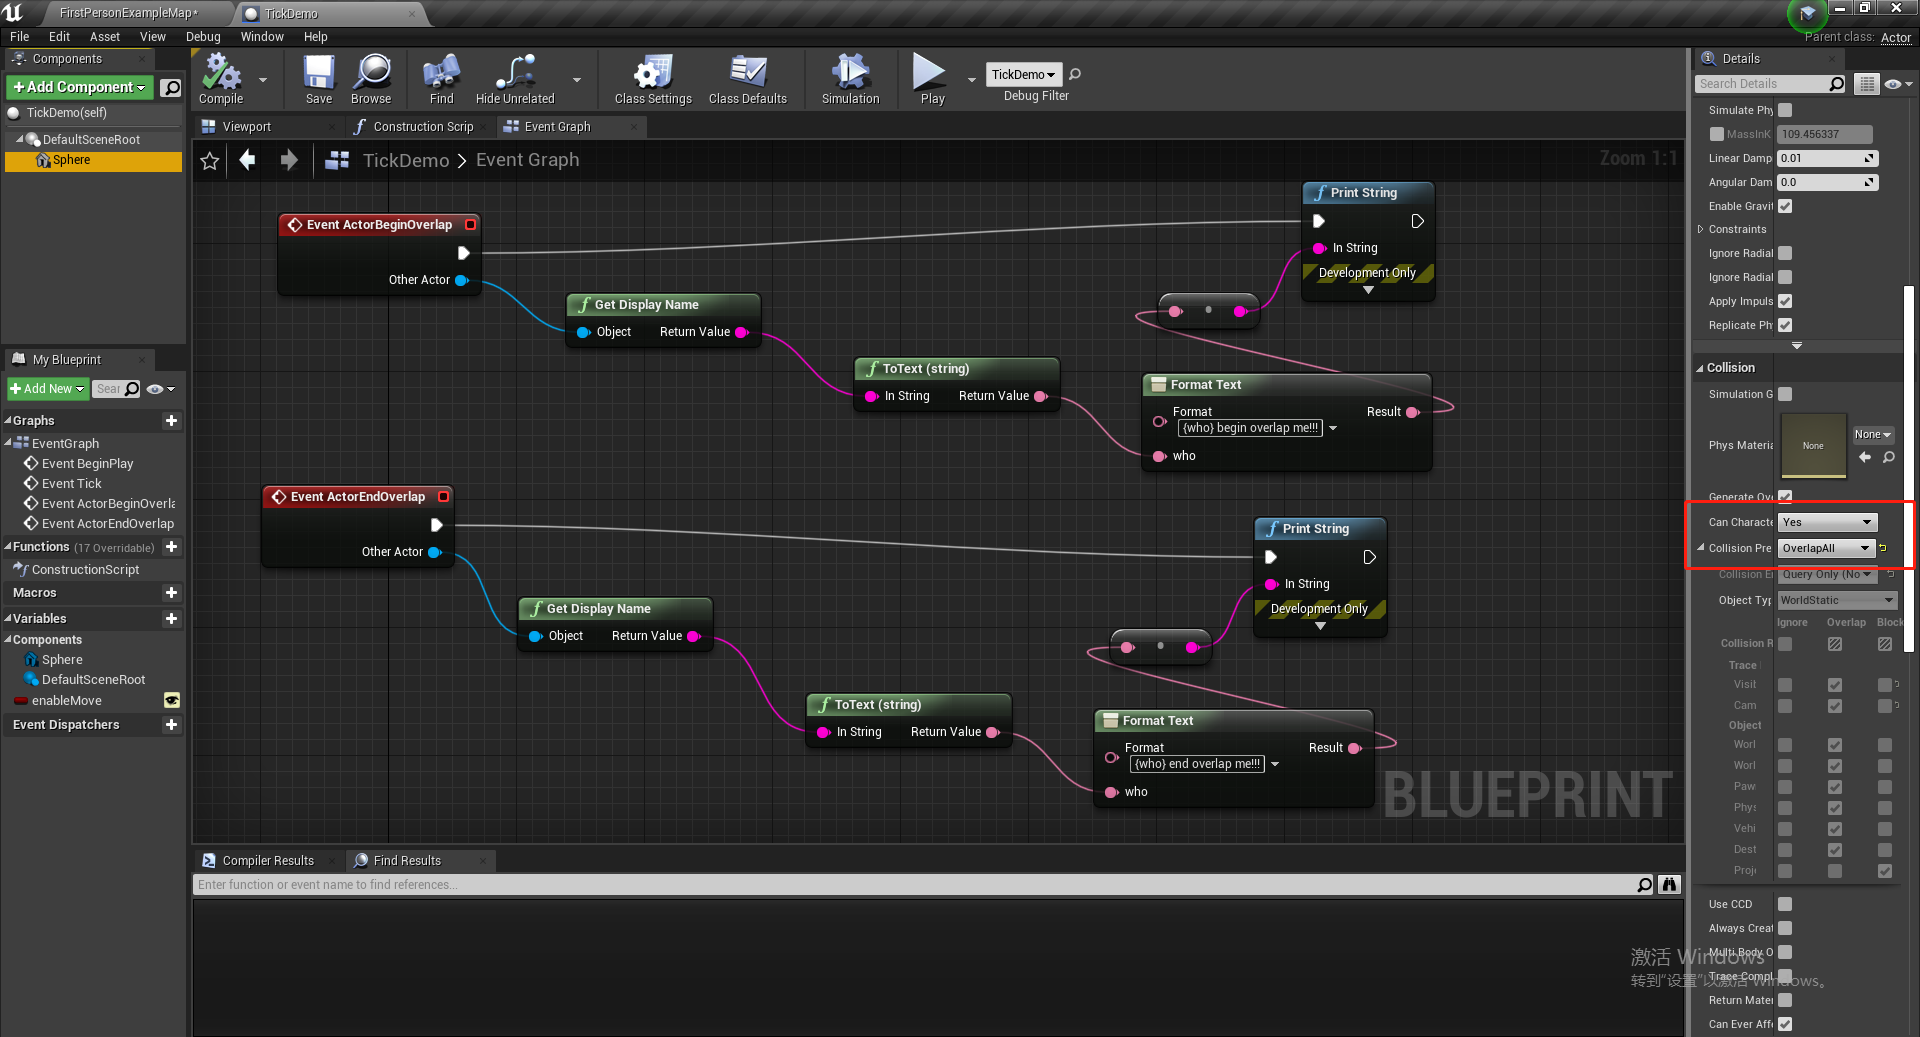 FirstPersonExampleMap*
TickDemo
File Edit Asset View Debug Window Help
Parent class: Actor
Components
Add Component
TickDemo(self)
DefaultSceneRoot
Sphere
Compile
Save
Browse
Find
Hide Unrelated
Class Settings
Class Defaults
Simulation
Play
TickDemo
Debug Filter
Viewport
Construction Scrip
Event Graph
TickDemo > Event Graph
Zoom 1:1
Event ActorBeginOverlap
Other Actor
Get Display Name
Object Return Value
ToText (string)
In String Return Value
Format Text
Format Result
{who} begin overlap me!!!
who
Print String
In String
Development Only
Event ActorEndOverlap
Other Actor
Get Display Name
Object Return Value
ToText (string)
In String Return Value
Format Text
Format Result
{who} end overlap me!!!
who
Print String
In String
Development Only
BLUEPRINT
My Blueprint
Add New
Sear
Graphs
EventGraph
Event BeginPlay
Event Tick
Event ActorBeginOverla
Event ActorEndOverlap
Functions (17 Overridable)
ConstructionScript
Macros
Variables
Components
Sphere
DefaultSceneRoot
enableMove
Event Dispatchers
Compiler Results
Find Results
Enter function or event name to find references...
Details
Search Details
Simulate Phy
MassInK 109.456337
Linear Damp 0.01
Angular Dam 0.0
Enable Gravit
Constraints
Ignore Radial
Ignore Radial
Apply Impuls
Replicate Phy
Collision
Simulation G
Phys Materia None None
Generate Ove
Can Characte Yes
Collision Pre OverlapAll
Collision E Query Only (No
Object Typ WorldStatic
Ignore Overlap Block
Collision R
Trace
Visit
Cam
Object
Worl
Worl
Paw
Phys
Vehi
Dest
Proj
Use CCD
Always Creat
Multi Body O
Trace Compl
Return Mater
Can Ever Affe
激活 Windows
转到"设置"以激活 Windows。